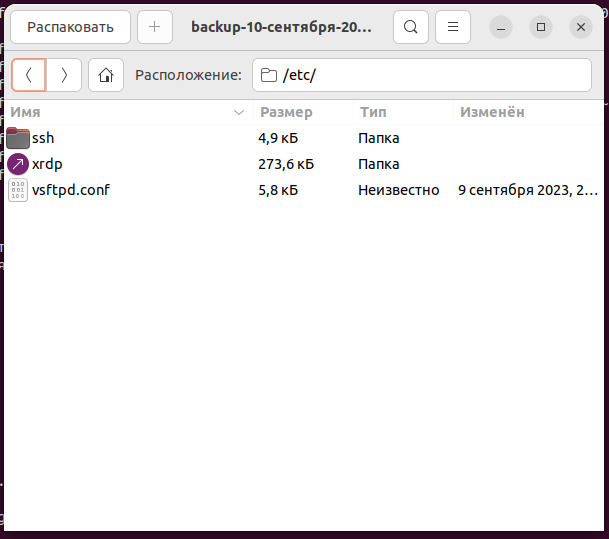 Распаковать
backup-10-сентября-20...
Расположение: /etc/
Имя Размер Тип Изменён
ssh 4,9 кБ Папка
xrdp 273,6 кБ Папка
vsftpd.conf 5,8 кБ Неизвестно 9 сентября 2023, 2...